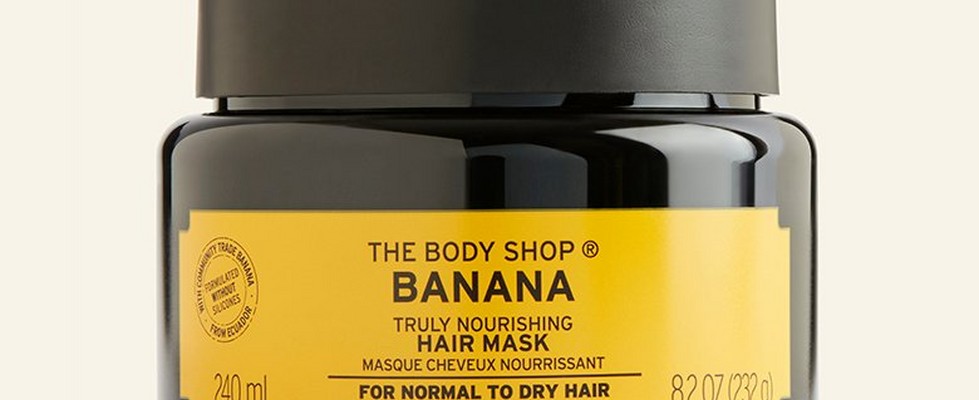 THE BODY SHOP ®
BANANA
TRULY NOURISHING
HAIR MASK
MASQUE CHEVEUX NOURRISSANT
FOR NORMAL TO DRY HAIR
WITH COMMUNITY TRADE BANANA
FROM ECUADOR
FORMULATED
WITHOUT
SILICONES
240 ml
8.2 OZ (232 g)